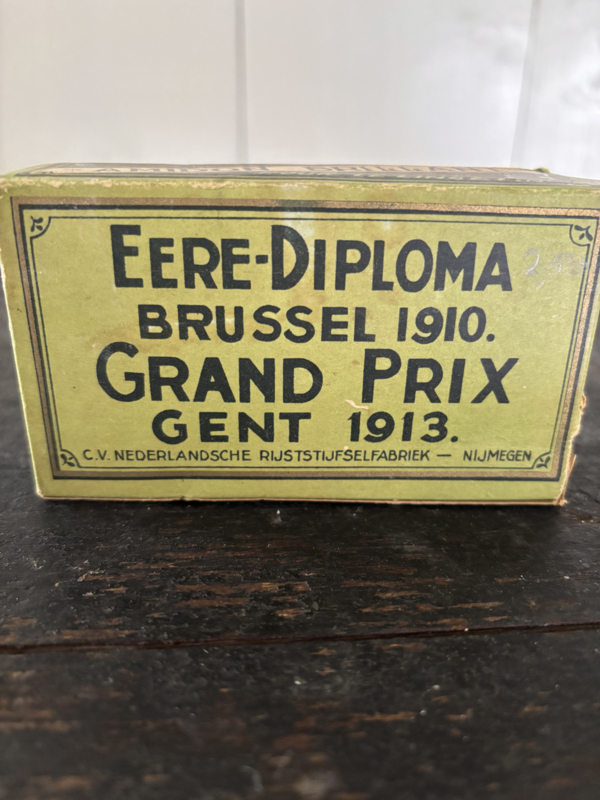 EERE-DIPLOMA
BRUSSEL 1910.
GRAND PRIX
GENT 1913.
C.V. NEDERLANDSCHE RIJSTSTIJFSELFABRIEK — NIJMEGEN